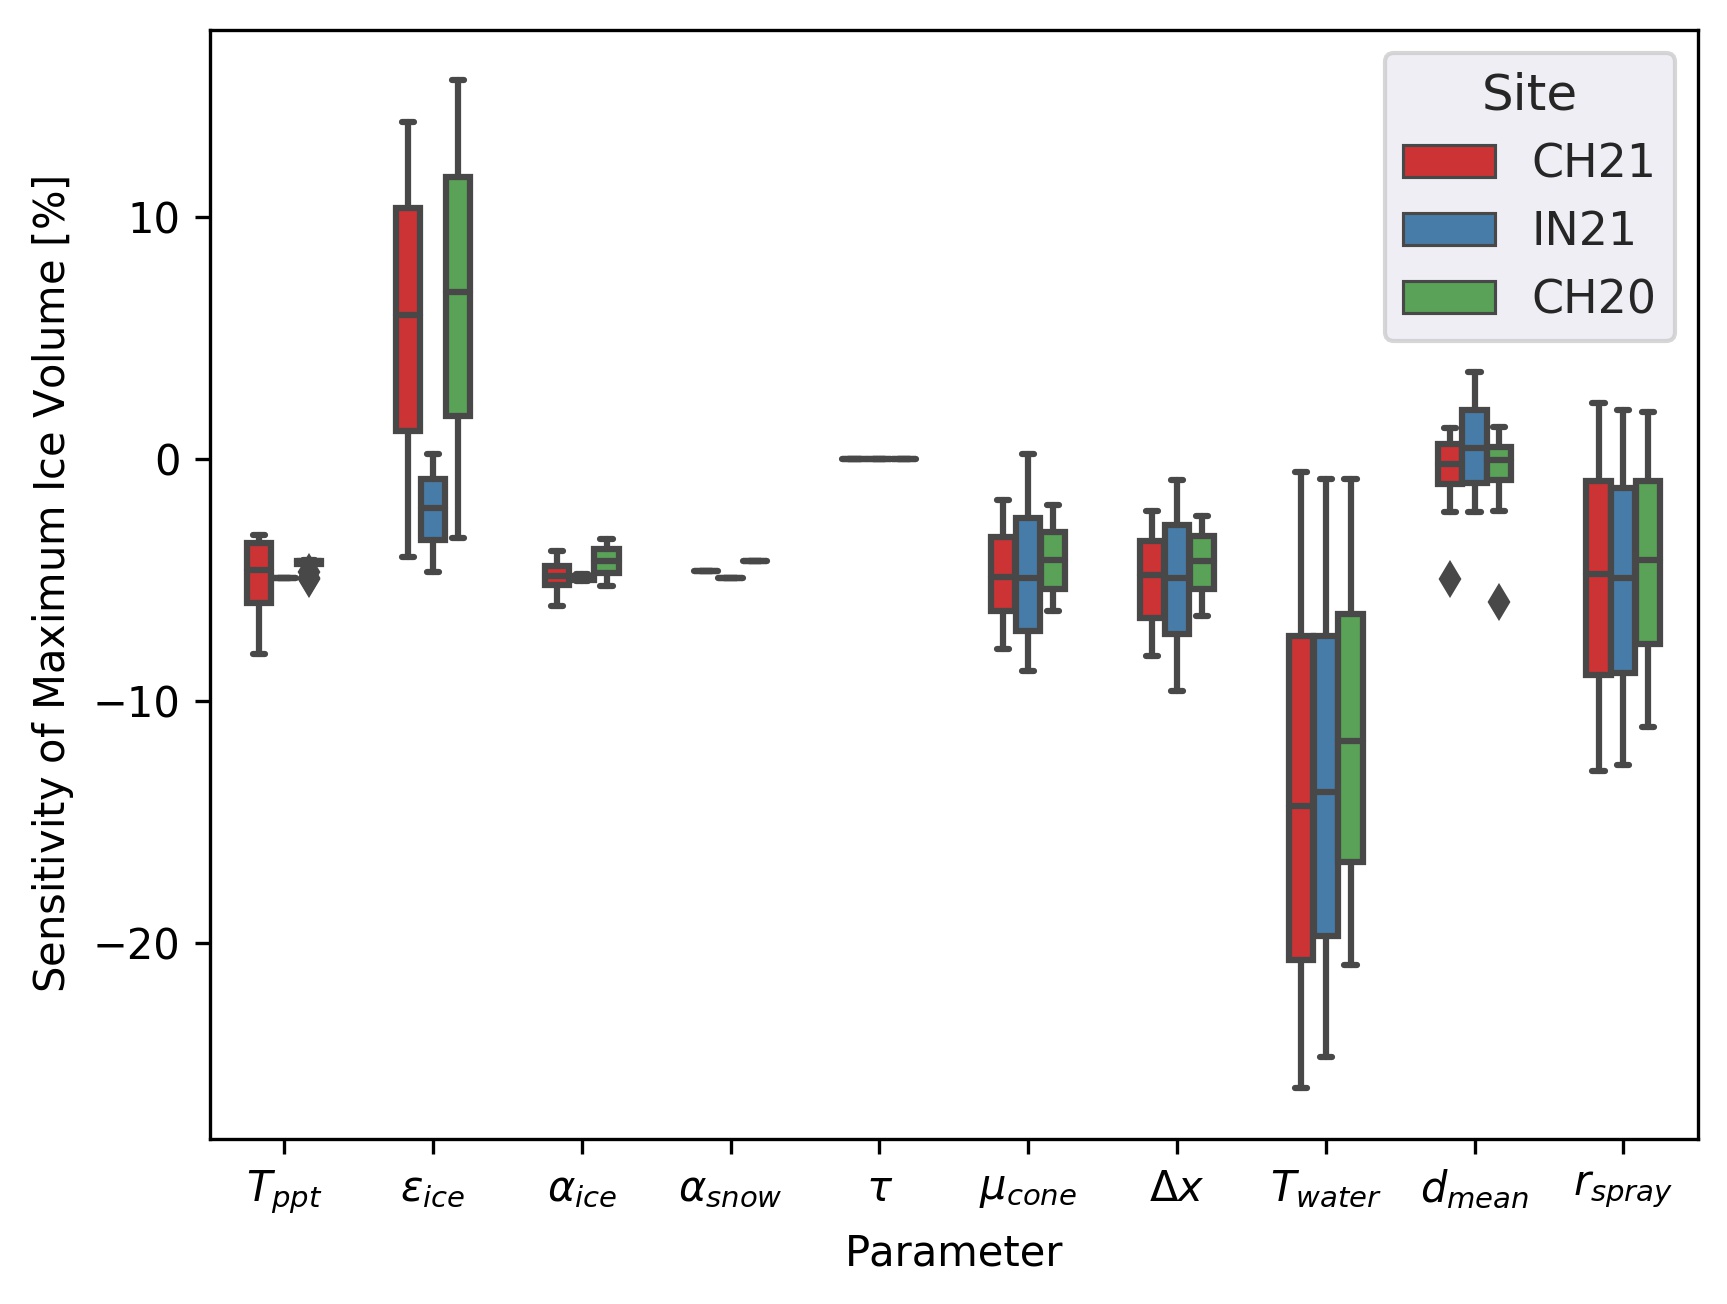 Site
CH21
IN21
CH20
Sensitivity of Maximum Ice Volume [%]
10
0
−10
−20
T_ppt ε_ice α_ice α_snow τ μ_cone Δx T_water d_mean r_spray
Parameter